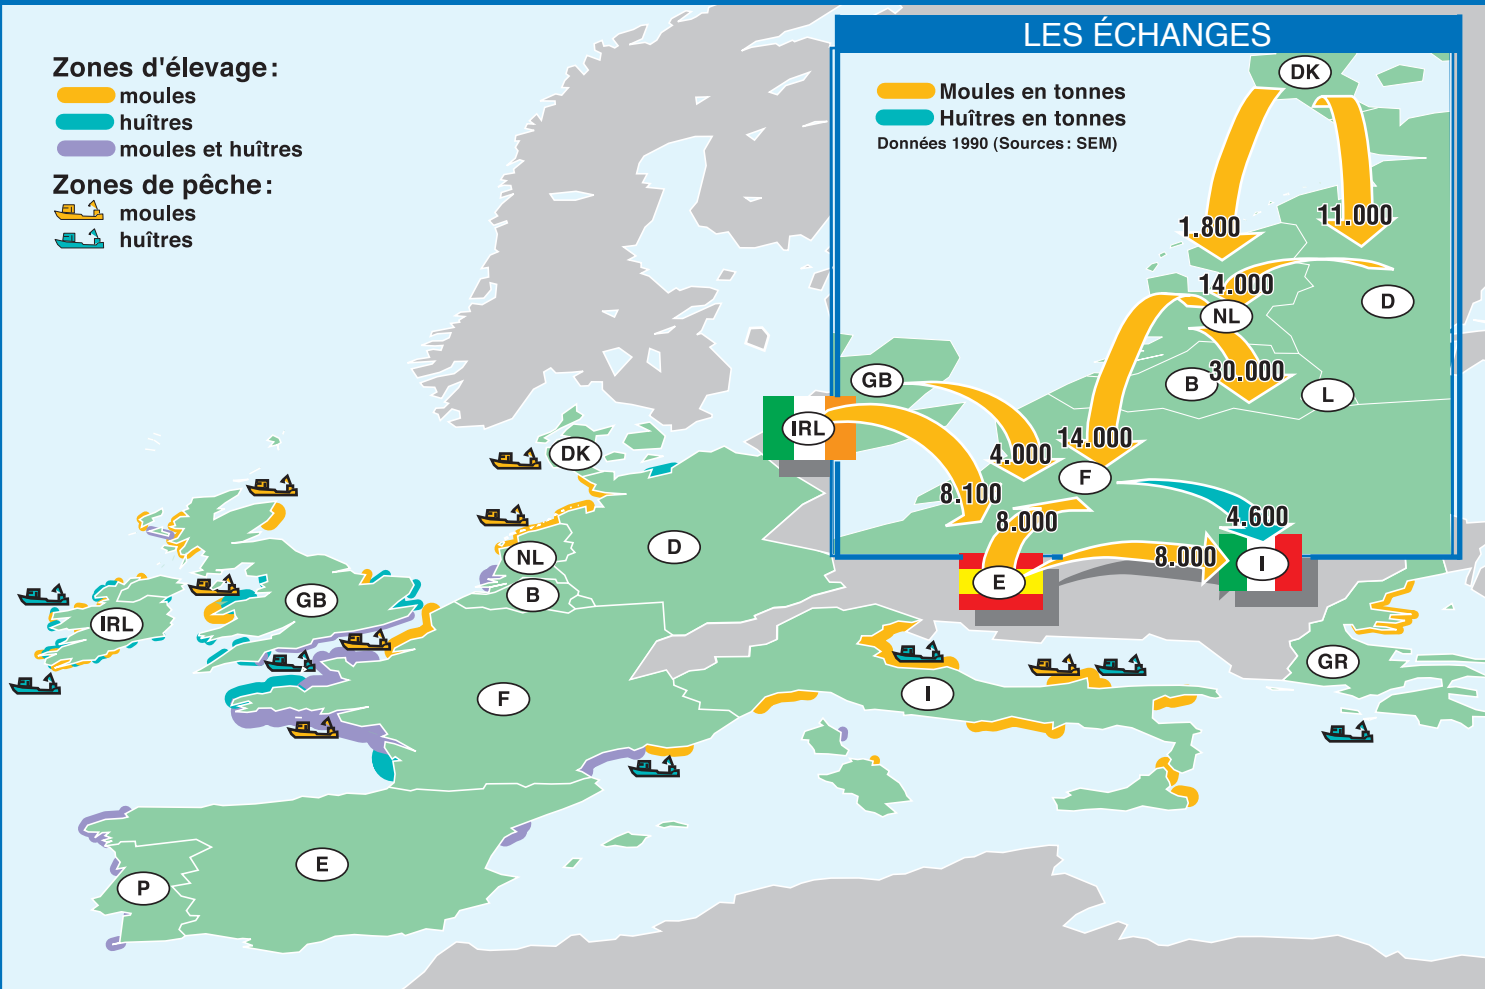 LES ÉCHANGES
Zones d'élevage:
moules
huîtres
moules et huîtres
Zones de pêche:
moules
huîtres
Moules en tonnes
Huîtres en tonnes
Données 1990 (Sources: SEM)
DK
1.800
11.000
14.000
NL
D
GB
B
30.000
L
IRL
4.000
14.000
F
8.100
8.000
4.600
8.000
I
E
DK
NL
D
B
GB
IRL
F
I
GR
E
P